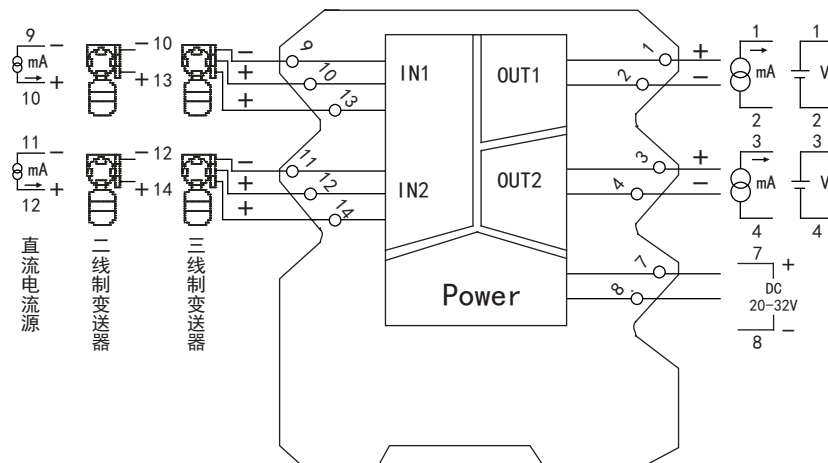 9 − 10 − 9 1 + 1 1
mA + 13 + 10 IN1 OUT1 2 − mA V
+ + 13
10 2 2
11 − 12 − 11 3 + 3 3
mA + 14 + 12 IN2 OUT2 4 − mA V
+ + 14
12 4 4
直流电流源
二线制变送器
三线制变送器
Power
7
8
7 +
DC
20-32V
8 −